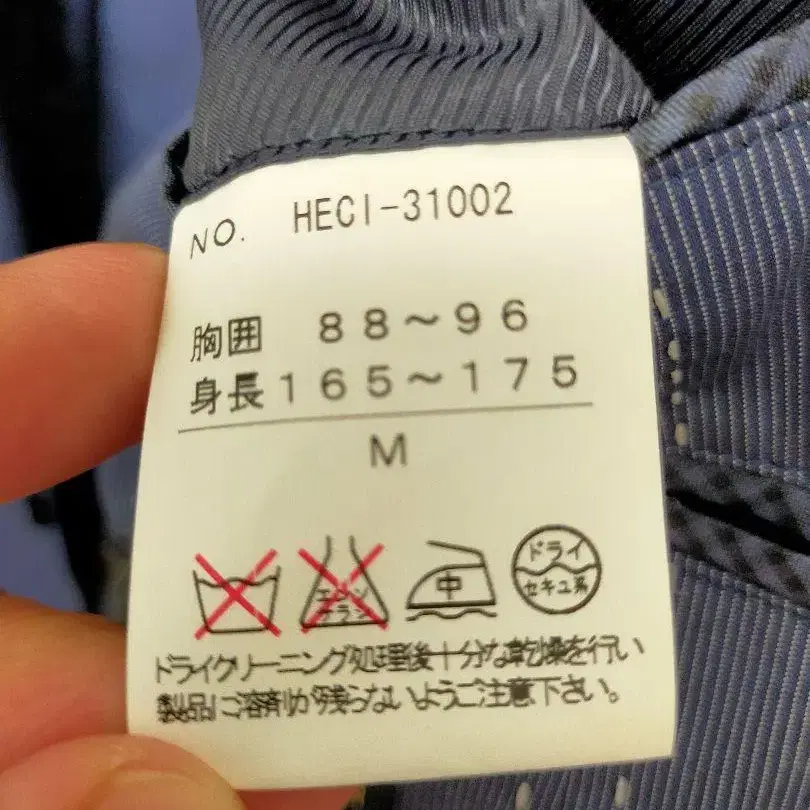 NO. HECI-31002
胸囲 88～96
身長165～175
M
エンソ
サラシ
中
ドライ
セキユ系
ドライクリーニング処理後十分な乾燥を行い
製品に溶剤が残らないようご注意下さい。